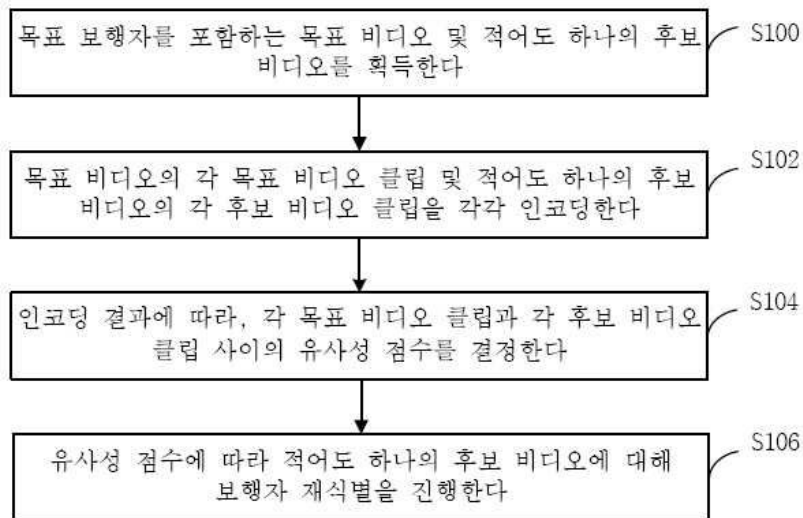 목표 보행자를 포함하는 목표 비디오 및 적어도 하나의 후보
비디오를 획득한다
S100
목표 비디오의 각 목표 비디오 클립 및 적어도 하나의 후보
비디오의 각 후보 비디오 클립을 각각 인코딩한다
S102
인코딩 결과에 따라, 각 목표 비디오 클립과 각 후보 비디오
클립 사이의 유사성 점수를 결정한다
S104
유사성 점수에 따라 적어도 하나의 후보 비디오에 대해
보행자 재식별을 진행한다
S106